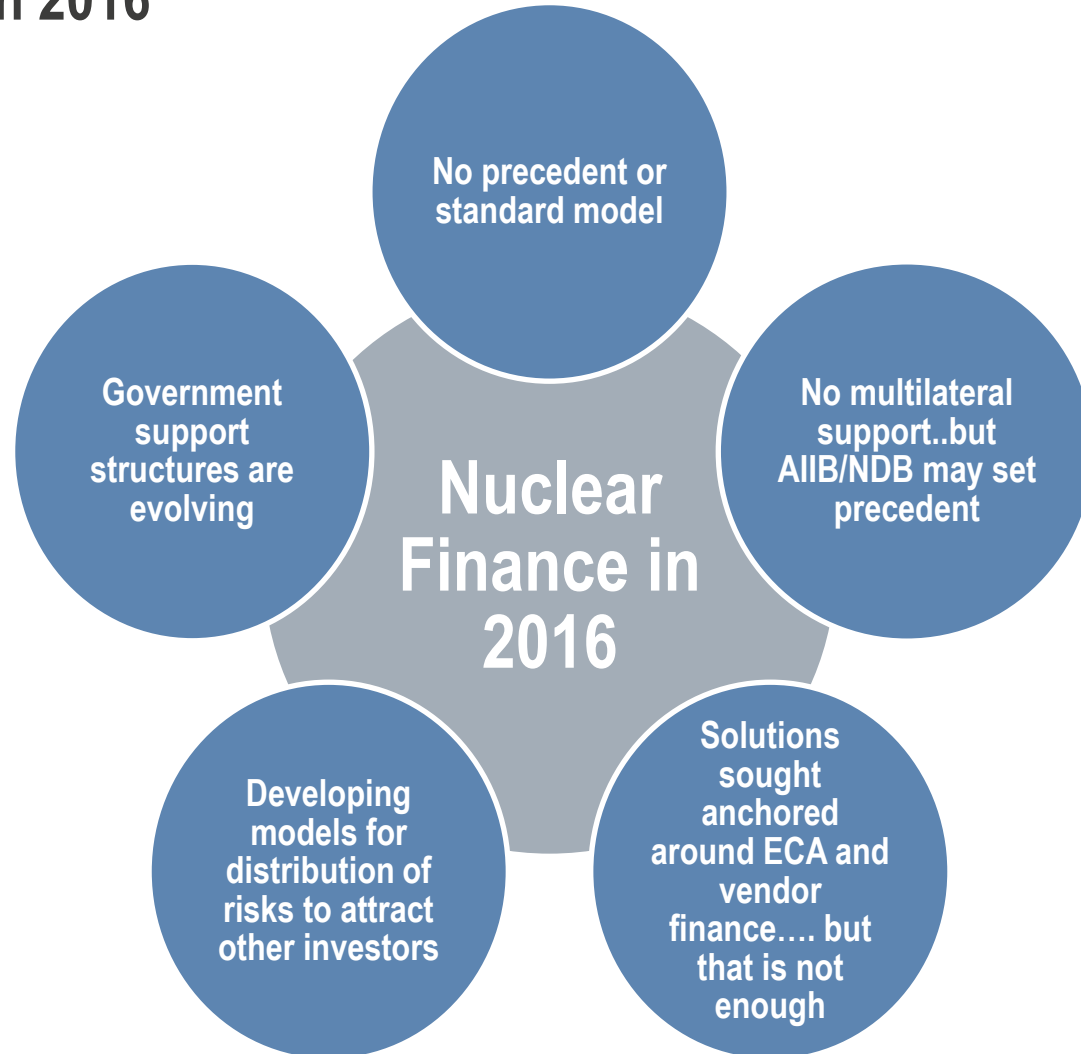 in 2016
No precedent or
standard model
Government
support
structures are
evolving
No multilateral
support..but
AIIB/NDB may set
precedent
Nuclear
Finance in
2016
Developing
models for
distribution of
risks to attract
other investors
Solutions
sought
anchored
around ECA and
vendor
finance.... but
that is not
enough